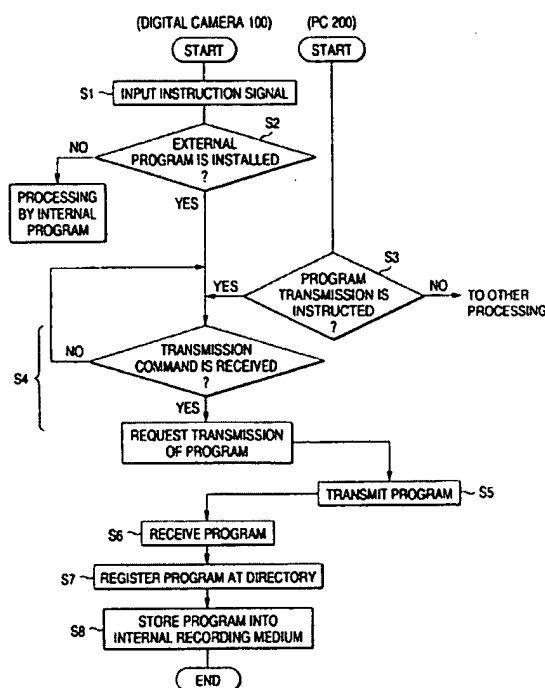 (DIGITAL CAMERA 100)
(PC 200)
START
START
S1
INPUT INSTRUCTION SIGNAL
S2
EXTERNAL
PROGRAM IS INSTALLED
?
NO
YES
PROCESSING
BY INTERNAL
PROGRAM
S3
PROGRAM
TRANSMISSION IS
INSTRUCTED
?
YES
NO
TO OTHER
PROCESSING
S4
TRANSMISSION
COMMAND IS RECEIVED
?
NO
YES
REQUEST TRANSMISSION
OF PROGRAM
TRANSMIT PROGRAM
S5
S6
RECEIVE PROGRAM
S7
REGISTER PROGRAM AT DIRECTORY
S8
STORE PROGRAM INTO
INTERNAL RECORDING MEDIUM
END